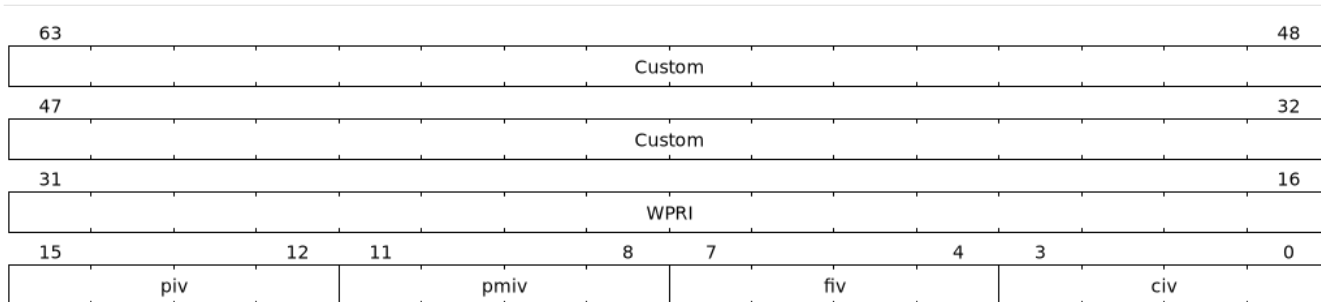 63 48
Custom
47 32
Custom
31 16
WPRI
15 12 11 8 7 4 3 0
piv pmiv fiv civ